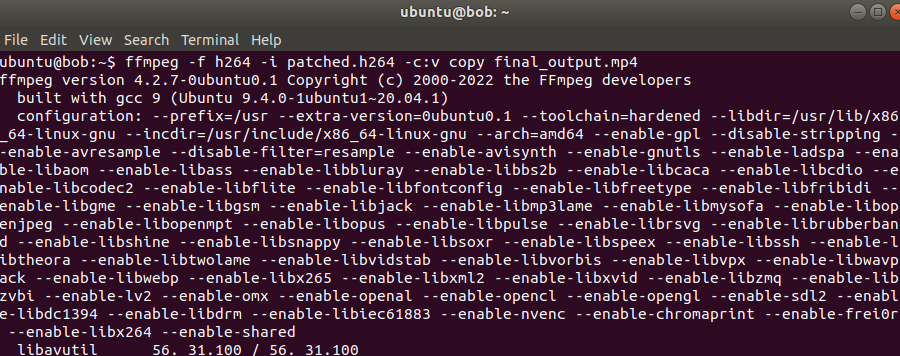 ubuntu@bob: ~
File Edit View Search Terminal Help
ubuntu@bob:~$ ffmpeg -f h264 -i patched.h264 -c:v copy final_output.mp4
ffmpeg version 4.2.7-0ubuntu0.1 Copyright (c) 2000-2022 the FFmpeg developers
  built with gcc 9 (Ubuntu 9.4.0-1ubuntu1~20.04.1)
  configuration: --prefix=/usr --extra-version=0ubuntu0.1 --toolchain=hardened --libdir=/usr/lib/x86
_64-linux-gnu --incdir=/usr/include/x86_64-linux-gnu --arch=amd64 --enable-gpl --disable-stripping -
-enable-avresample --disable-filter=resample --enable-avisynth --enable-gnutls --enable-ladspa --ena
ble-libaom --enable-libass --enable-libbluray --enable-libbs2b --enable-libcaca --enable-libcdio --e
nable-libcodec2 --enable-libflite --enable-libfontconfig --enable-libfreetype --enable-libfribidi --
enable-libgme --enable-libgsm --enable-libjack --enable-libmp3lame --enable-libmysofa --enable-libop
enjpeg --enable-libopenmpt --enable-libopus --enable-libpulse --enable-librsvg --enable-librubberban
d --enable-libshine --enable-libsnappy --enable-libsoxr --enable-libspeex --enable-libssh --enable-l
ibtheora --enable-libtwolame --enable-libvidstab --enable-libvorbis --enable-libvpx --enable-libwavp
ack --enable-libwebp --enable-libx265 --enable-libxml2 --enable-libxvid --enable-libzmq --enable-lib
zvbi --enable-lv2 --enable-omx --enable-openal --enable-opencl --enable-opengl --enable-sdl2 --enabl
e-libdc1394 --enable-libdrm --enable-libiec61883 --enable-nvenc --enable-chromaprint --enable-frei0r
 --enable-libx264 --enable-shared
  libavutil      56. 31.100 / 56. 31.100